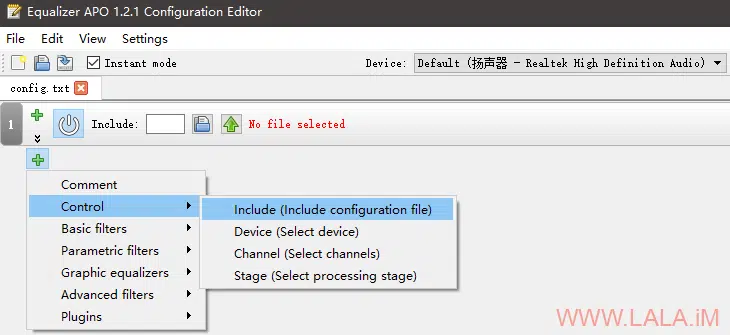 Equalizer APO 1.2.1 Configuration Editor
File Edit View Settings
Instant mode Device: Default (扬声器 - Realtek High Definition Audio)
config.txt
1 Include: No file selected
Comment
Control
Include (Include configuration file)
Basic filters
Device (Select device)
Parametric filters
Channel (Select channels)
Graphic equalizers
Stage (Select processing stage)
Advanced filters
Plugins
WWW.LALA.iM